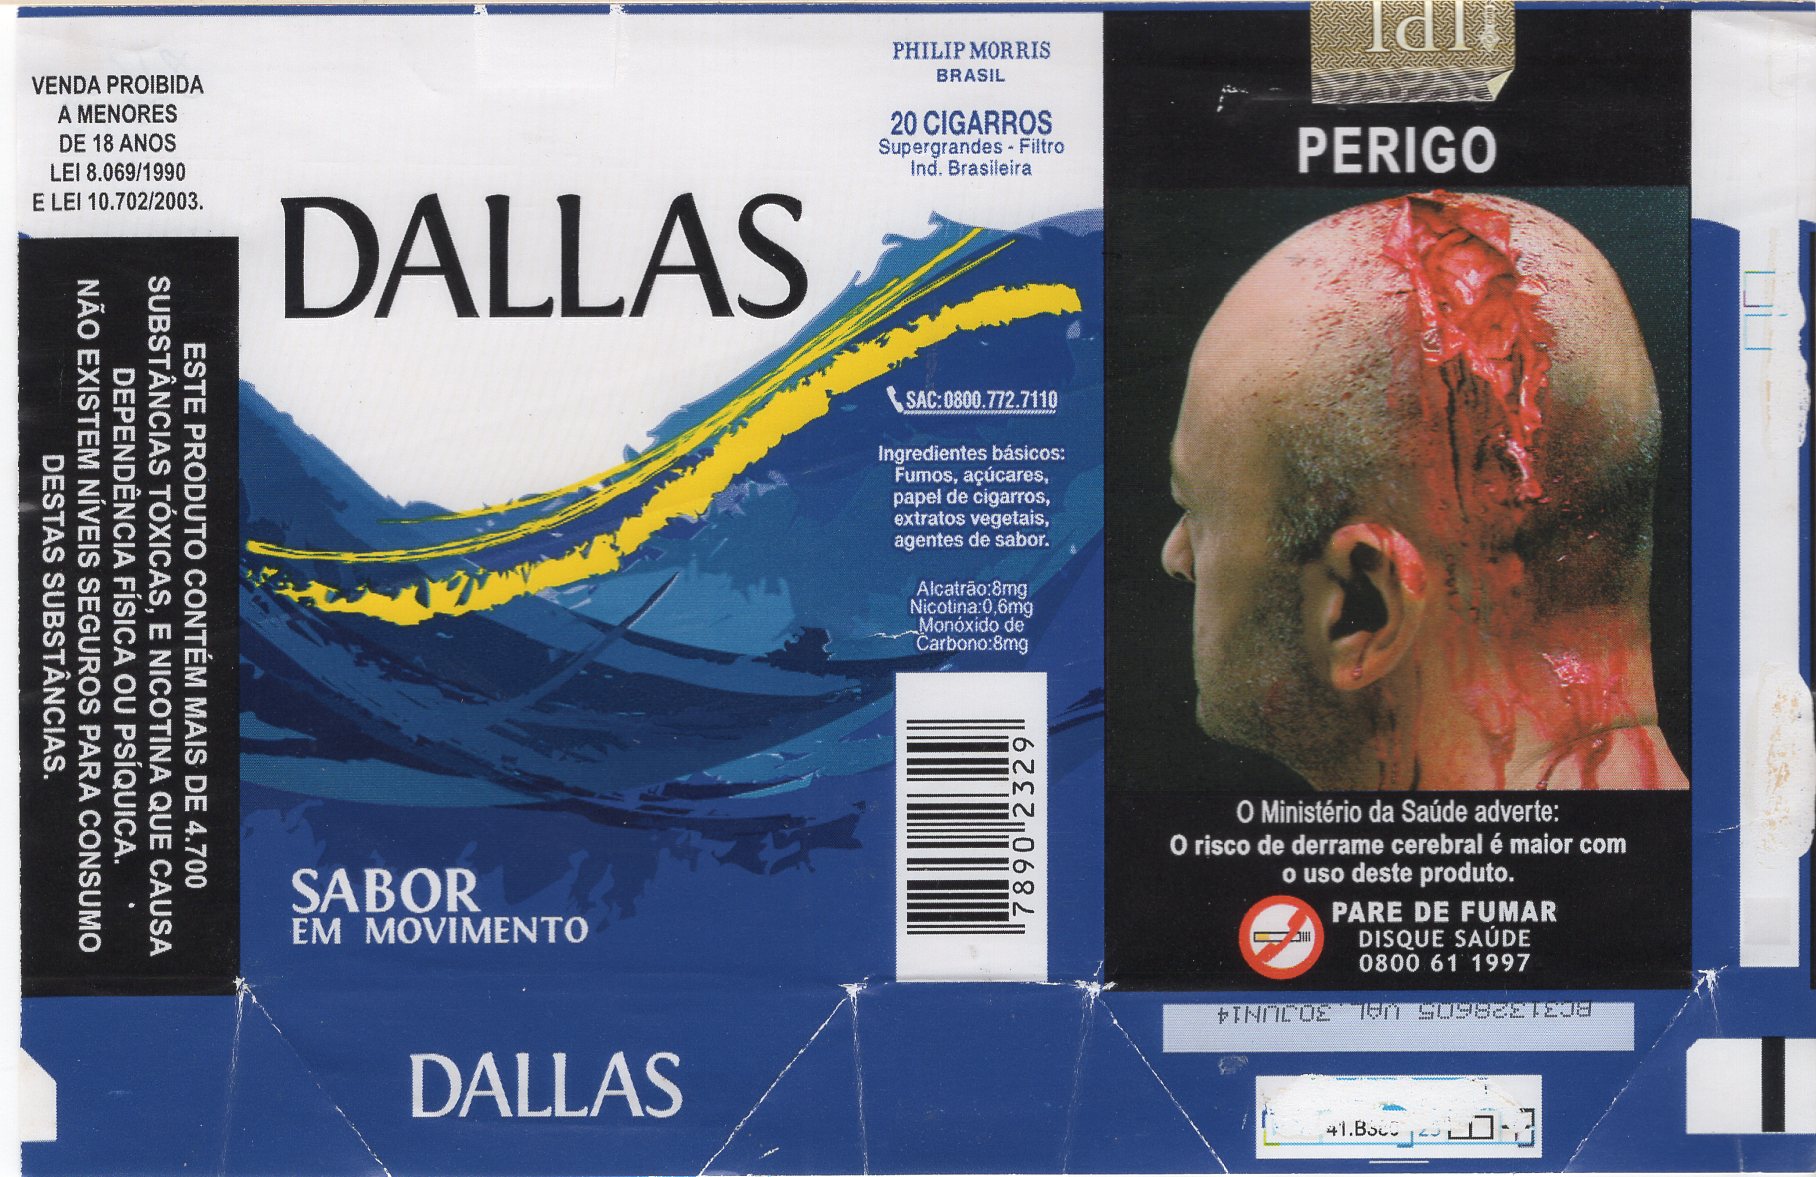 VENDA PROIBIDA
A MENORES
DE 18 ANOS
LEI 8.069/1990
E LEI 10.702/2003.
ESTE PRODUTO CONTÉM MAIS DE 4.700
SUBSTÂNCIAS TÓXICAS, E NICOTINA QUE CAUSA
DEPENDÊNCIA FÍSICA OU PSÍQUICA.
NÃO EXISTEM NÍVEIS SEGUROS PARA CONSUMO
DESTAS SUBSTÂNCIAS.
DALLAS
SABOR
EM MOVIMENTO
DALLAS
PHILIP MORRIS
BRASIL
20 CIGARROS
Supergrandes - Filtro
Ind. Brasileira
SAC: 0800.772.7110
Ingredientes básicos:
Fumos, açúcares,
papel de cigarros,
extratos vegetais,
agentes de sabor.
Alcatrão:8mg
Nicotina:0,6mg
Monóxido de
Carbono:8mg
78902329
IPI
PERIGO
O Ministério da Saúde adverte:
O risco de derrame cerebral é maior com
o uso deste produto.
PARE DE FUMAR
DISQUE SAÚDE
0800 61 1997
BC31328605 VAL 30JUN14